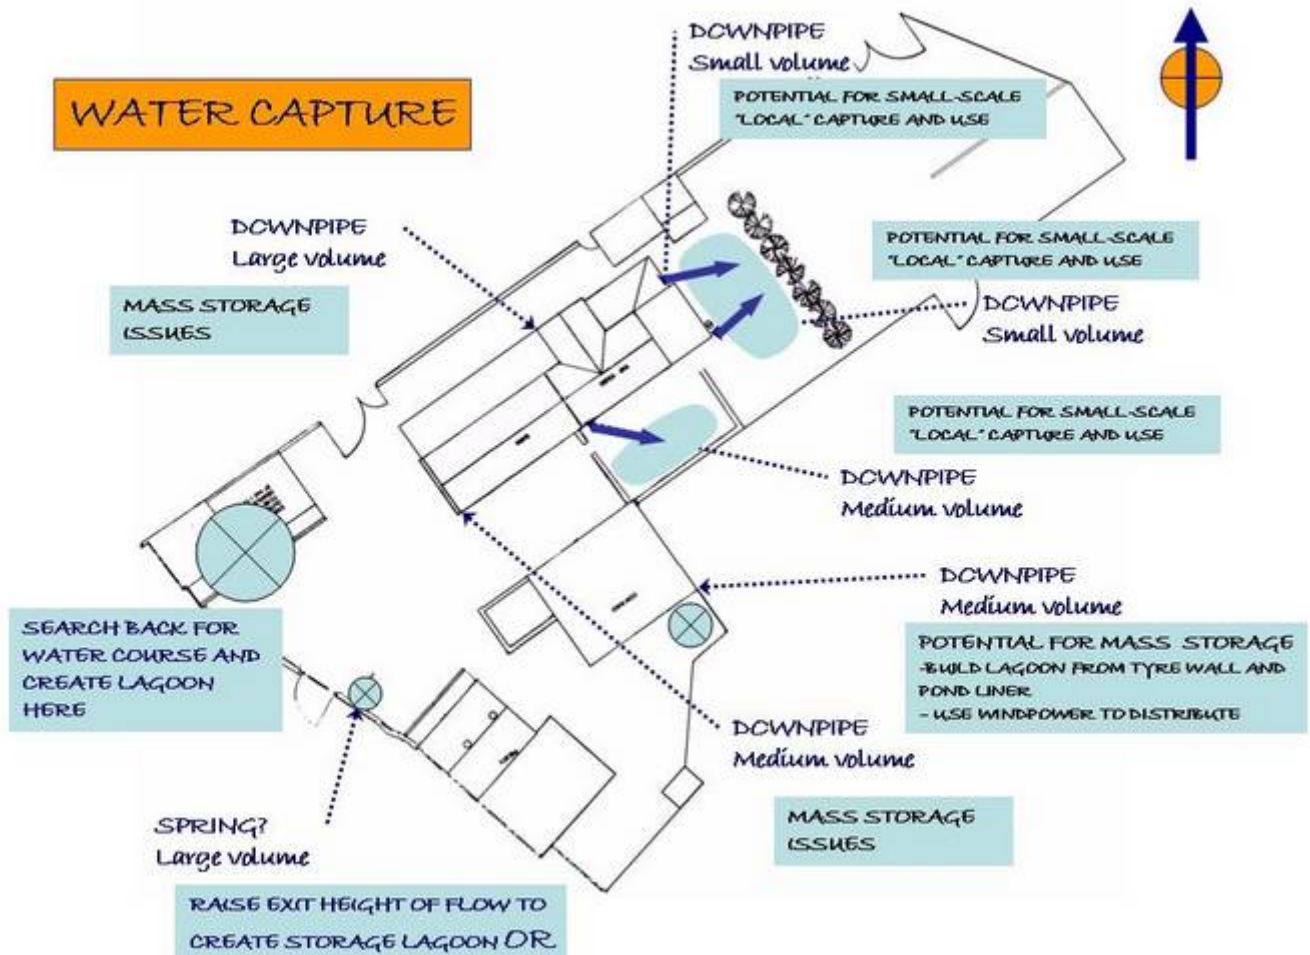 DOWNPIPE
Small volume
WATER CAPTURE
POTENTIAL FOR SMALL-SCALE
"LOCAL" CAPTURE AND USE
DOWNPIPE
Large volume
POTENTIAL FOR SMALL-SCALE
"LOCAL" CAPTURE AND USE
MASS STORAGE
ISSUES
DOWNPIPE
Small volume
POTENTIAL FOR SMALL-SCALE
"LOCAL" CAPTURE AND USE
DOWNPIPE
Medium volume
DOWNPIPE
Medium volume
SEARCH BACK FOR
WATER COURSE AND
CREATE LAGOON
HERE
POTENTIAL FOR MASS STORAGE
-BUILD LAGOON FROM TYRE WALL AND
POND LINER
- USE WINDPOWER TO DISTRIBUTE
DOWNPIPE
Medium volume
MASS STORAGE
ISSUES
SPRING?
Large volume
RAISE EXIT HEIGHT OF FLOW TO
CREATE STORAGE LAGOON OR